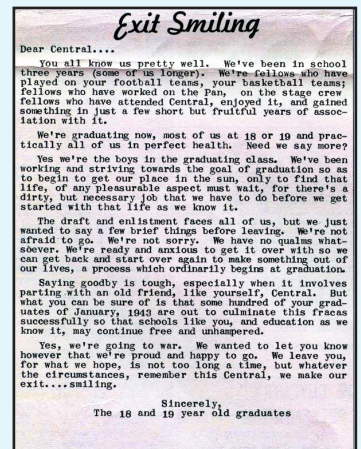 Exit Smiling
Dear Central....
You all know us pretty well. We've been in school
three years (some of us longer). We're fellows who have
played on your football teams, your basketball teams;
fellows who have worked on the Pan, on the stage crew
fellows who have attended Central, enjoyed it, and gained
something in just a few short but fruitful years of assoc-
iation with it.
We're graduating now, most of us at 18 or 19 and prac-
tically all of us in perfect health. Need we say more?
Yes we're the boys in the graduating class. We've been
working and striving towards the goal of graduation so as
to begin to get our place in the sun, only to find that
life, of any pleasurable aspect must wait, for there's a
dirty, but necessary job that we have to do before we get
started with that life as we know it.
The draft and enlistment faces all of us, but we just
wanted to say a few brief things before leaving. We're not
afraid to go. We're not sorry. We have no qualms what-
soever. We're ready and anxious to get it over with so we
can get back and start over again to make something out of
our lives, a process which ordinarily begins at graduation.
Saying goodby is tough, especially when it involves
parting with an old friend, like yourself, Central. But
what you can be sure of is that some hundred of your grad-
uates of January, 1943 are out to culminate this fracas
successfully so that schools like you, and education as we
know it, may continue free and unhampered.
Yes, we're going to war. We wanted to let you know
however that we're proud and happy to go. We leave you,
for what we hope, is not too long a time, but whatever
the circumstances, remember this Central, we make our
exit....smiling.
Sincerely,
The 18 and 19 year old graduates